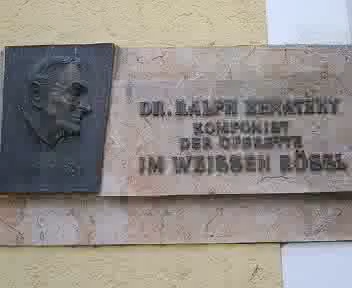 DR. RALPH BENATZKY
KOMPONIST
DER OPERETTE
IM WEISSEN RÖSSL